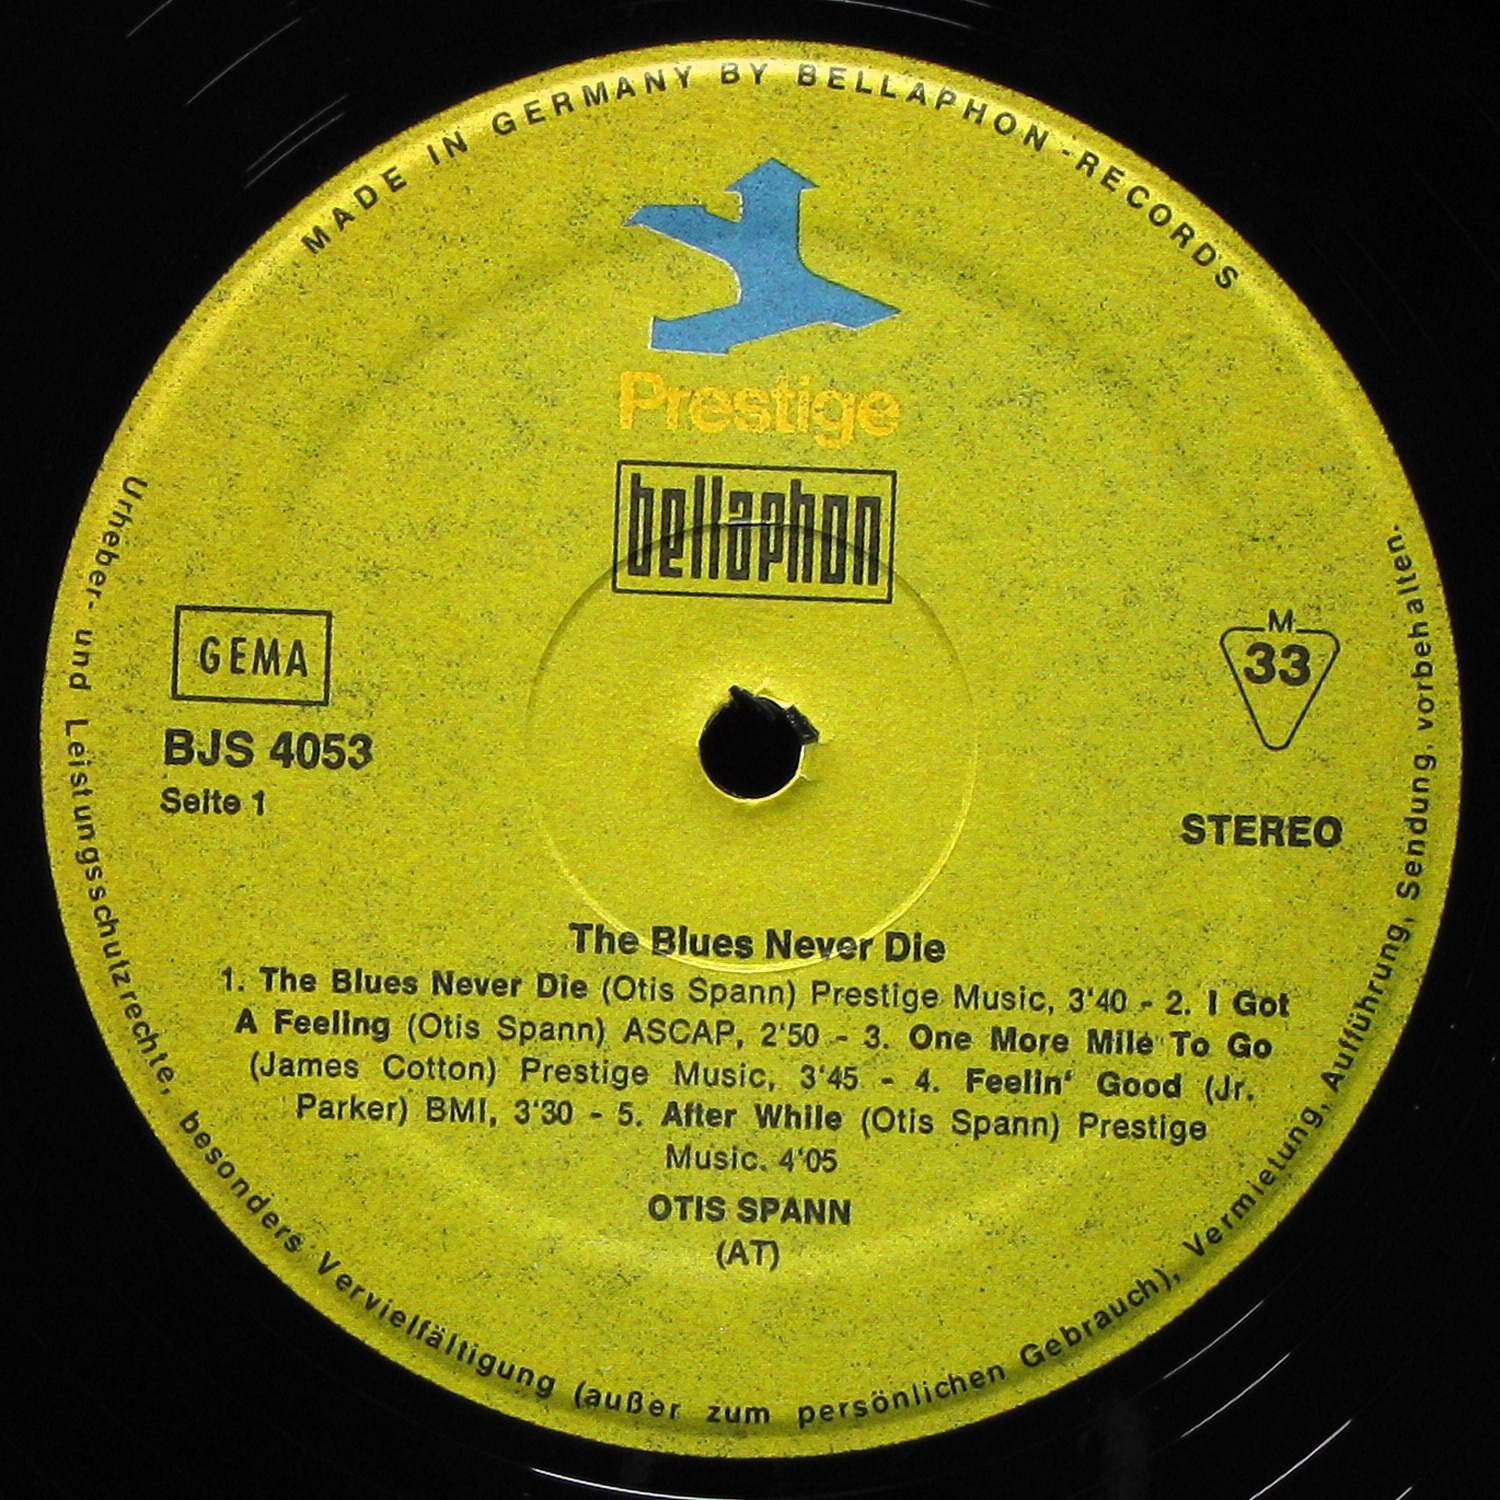 MADE IN GERMANY BY BELLAPHON-RECORDS
Prestige
bellaphon
GEMA
BJS 4053
Seite 1
M
33
STEREO
The Blues Never Die
1. The Blues Never Die (Otis Spann) Prestige Music, 3'40 - 2. I Got
A Feeling (Otis Spann) ASCAP, 2'50 - 3. One More Mile To Go
(James Cotton) Prestige Music, 3'45 - 4. Feelin' Good (Jr.
Parker) BMI, 3'30 - 5. After While (Otis Spann) Prestige
Music. 4'05
OTIS SPANN
(AT)
Urheber- und Leistungsschutzrechte, besonders Vervielfältigung (außer zum persönlichen Gebrauch), Vermietung, Aufführung, Sendung, vorbehalten.